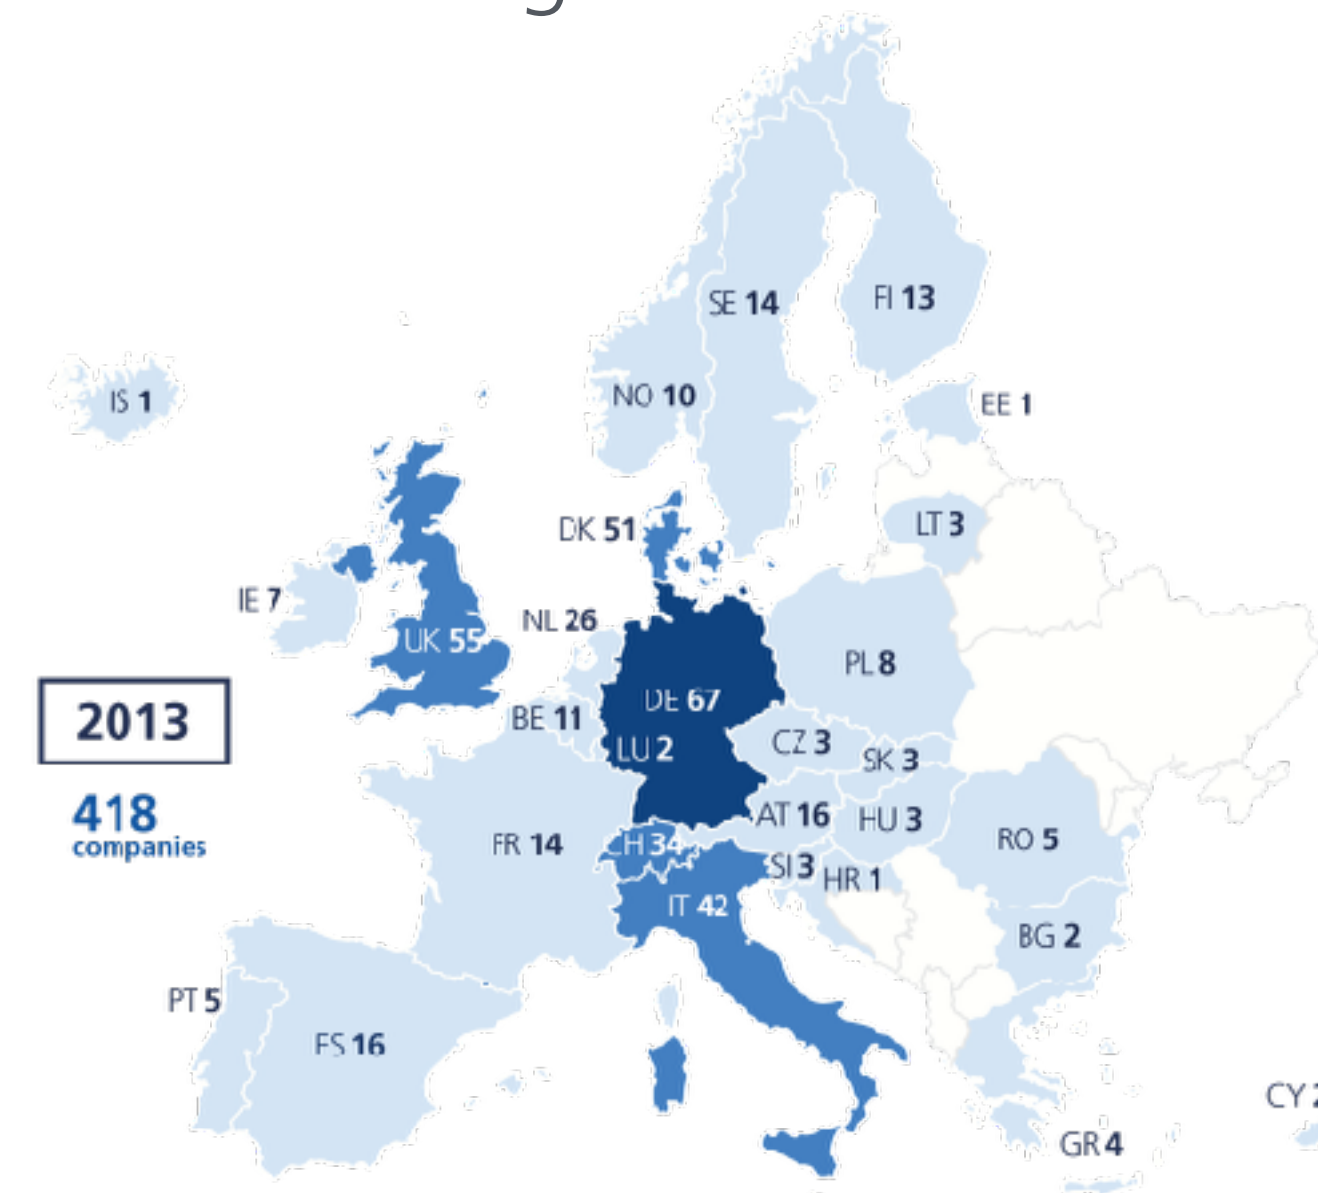 SE 14
FI 13
NO 10
IS 1
EE 1
LT 3
DK 51
IE 7
NL 26
UK 55
PL 8
DE 67
2013
BE 11
LU 2
CZ 3
SK 3
418
companies
AT 16
HU 3
FR 14
CH 34
RO 5
SI 3
HR 1
IT 42
BG 2
PT 5
ES 16
CY 2
GR 4